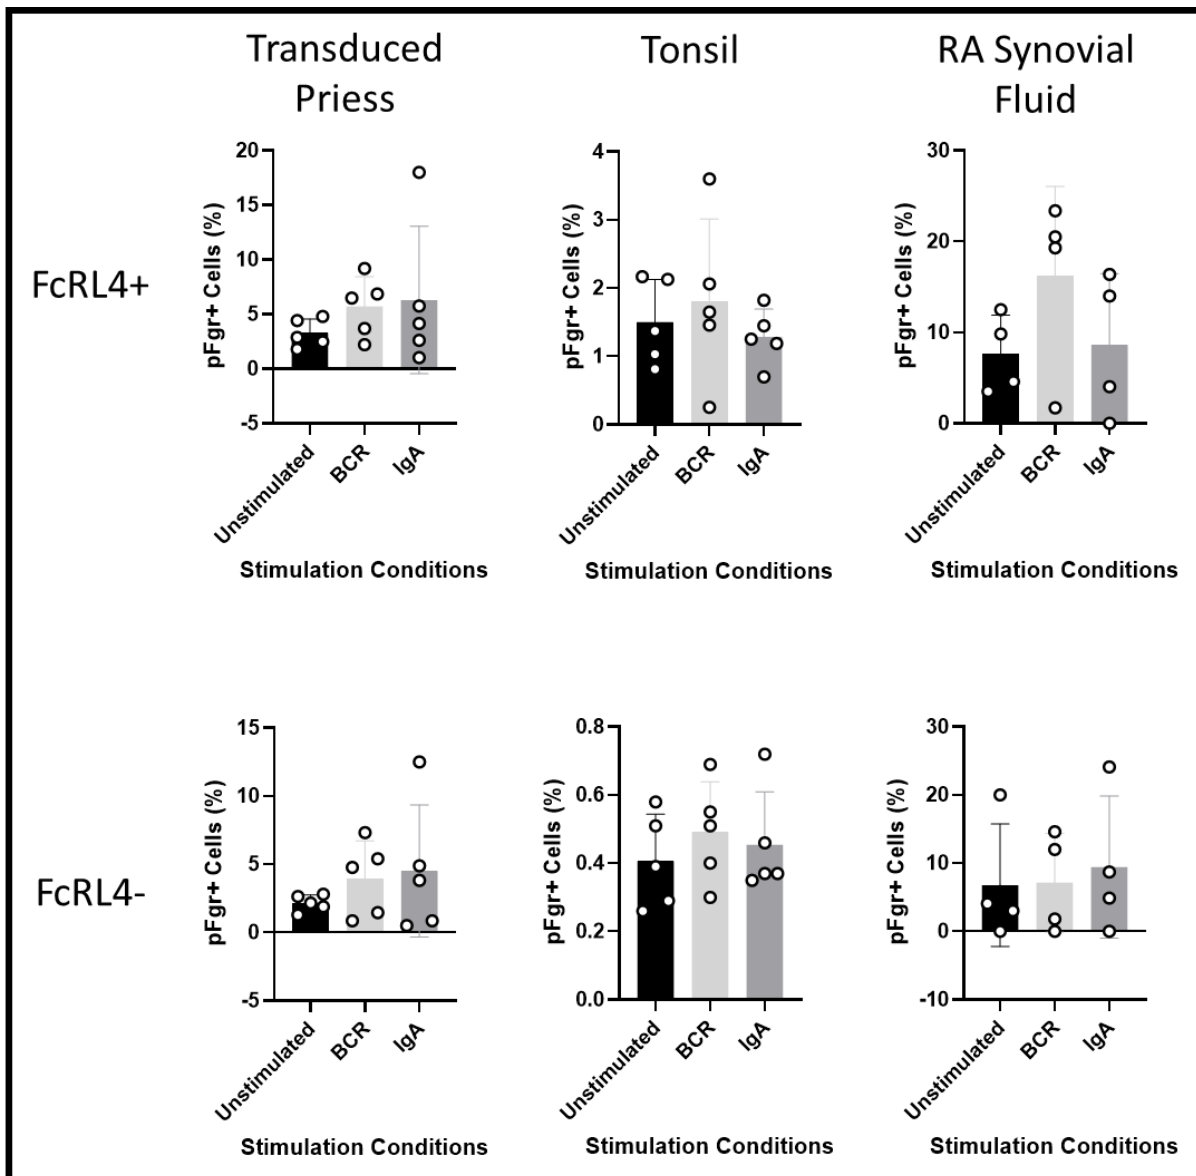 Transduced
Priess
Tonsil
RA Synovial
Fluid
FcRL4+
pFgr+ Cells (%)
20
15
10
5
0
-5
Unstimulated
BCR
IgA
Stimulation Conditions
pFgr+ Cells (%)
4
3
2
1
0
Unstimulated
BCR
IgA
Stimulation Conditions
pFgr+ Cells (%)
30
20
10
0
Unstimulated
BCR
IgA
Stimulation Conditions
FcRL4-
pFgr+ Cells (%)
15
10
5
0
-5
Unstimulated
BCR
IgA
Stimulation Conditions
pFgr+ Cells (%)
0.8
0.6
0.4
0.2
0.0
Unstimulated
BCR
IgA
Stimulation Conditions
pFgr+ Cells (%)
30
20
10
0
-10
Unstimulated
BCR
IgA
Stimulation Conditions